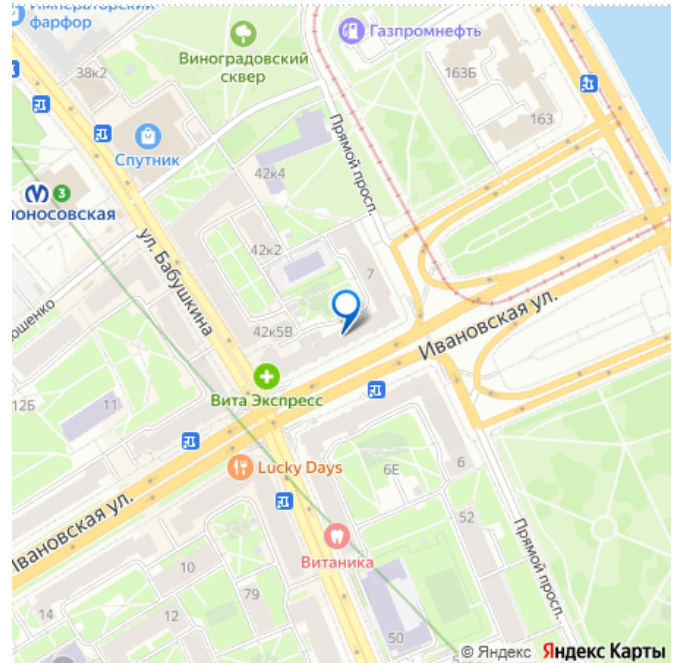 Императорский
фарфор
Газпромнефть
Виноградовский
сквер
38к2
163Б
163
Спутник
Прямой просп.
42к4
3
ул. Бабушкина
42к2
7
42к5В
Ивановская ул.
Вита Экспресс
12Б
11
Lucky Days
6Е
6
52
Ивановская ул.
Прямой просп.
Витаника
10
79
14
12
50
© Яндекс Яндекс Карты